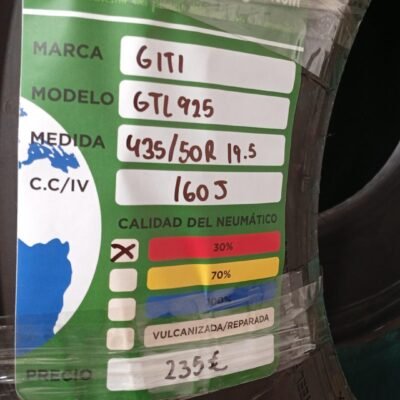 MARCA GITI
MODELO GTL925
MEDIDA 435/50R 19.5
C.C/IV 160J
CALIDAD DEL NEUMÁTICO
X 30%
70%
100%
VULCANIZADA/REPARADA
PRECIO 235€